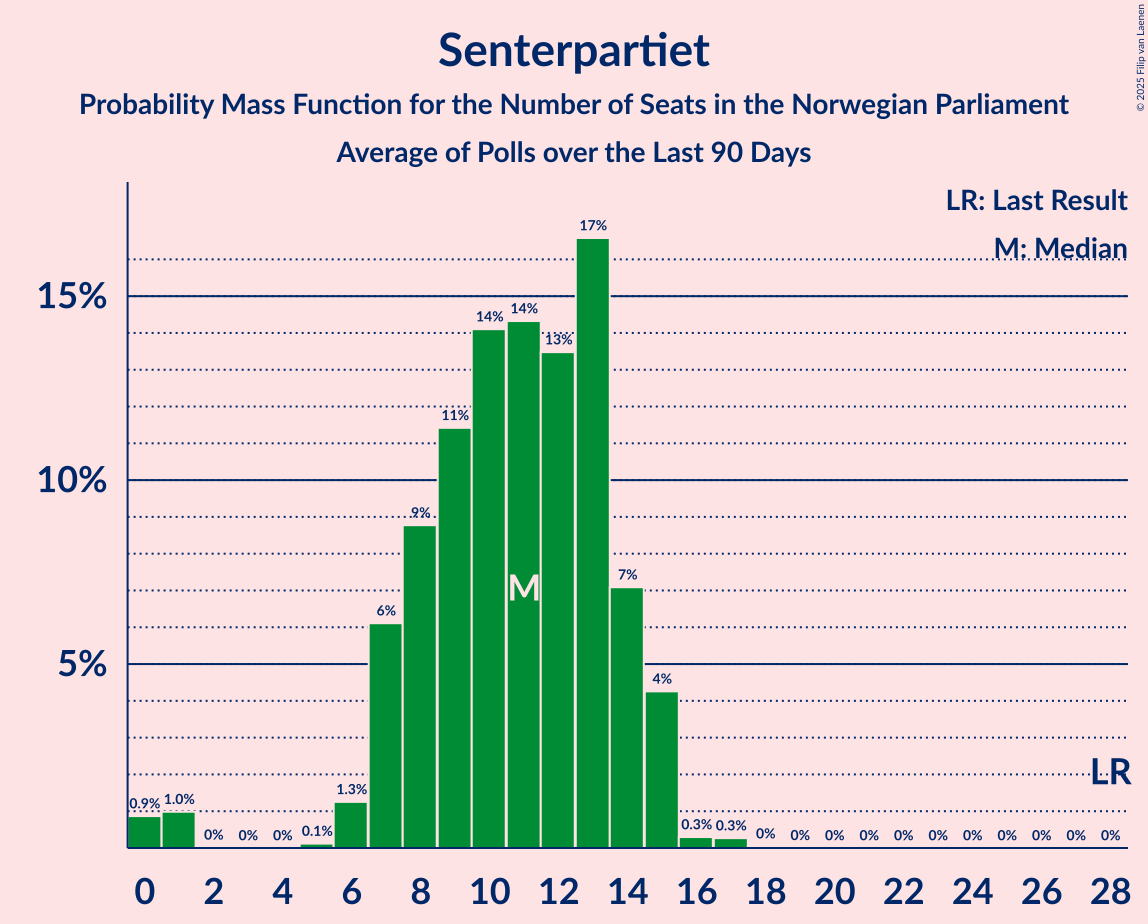 Senterpartiet
Probability Mass Function for the Number of Seats in the Norwegian Parliament
Average of Polls over the Last 90 Days
© 2025 Filip van Laenen
LR: Last Result
M: Median
15%
10%
5%
0.9% 1.0% 0% 0% 0% 0.1% 1.3% 6% 9% 11% 14% 14% 13% 17% 7% 4% 0.3% 0.3% 0% 0% 0% 0% 0% 0% 0% 0% 0% 0% 0%
M
LR
0 2 4 6 8 10 12 14 16 18 20 22 24 26 28